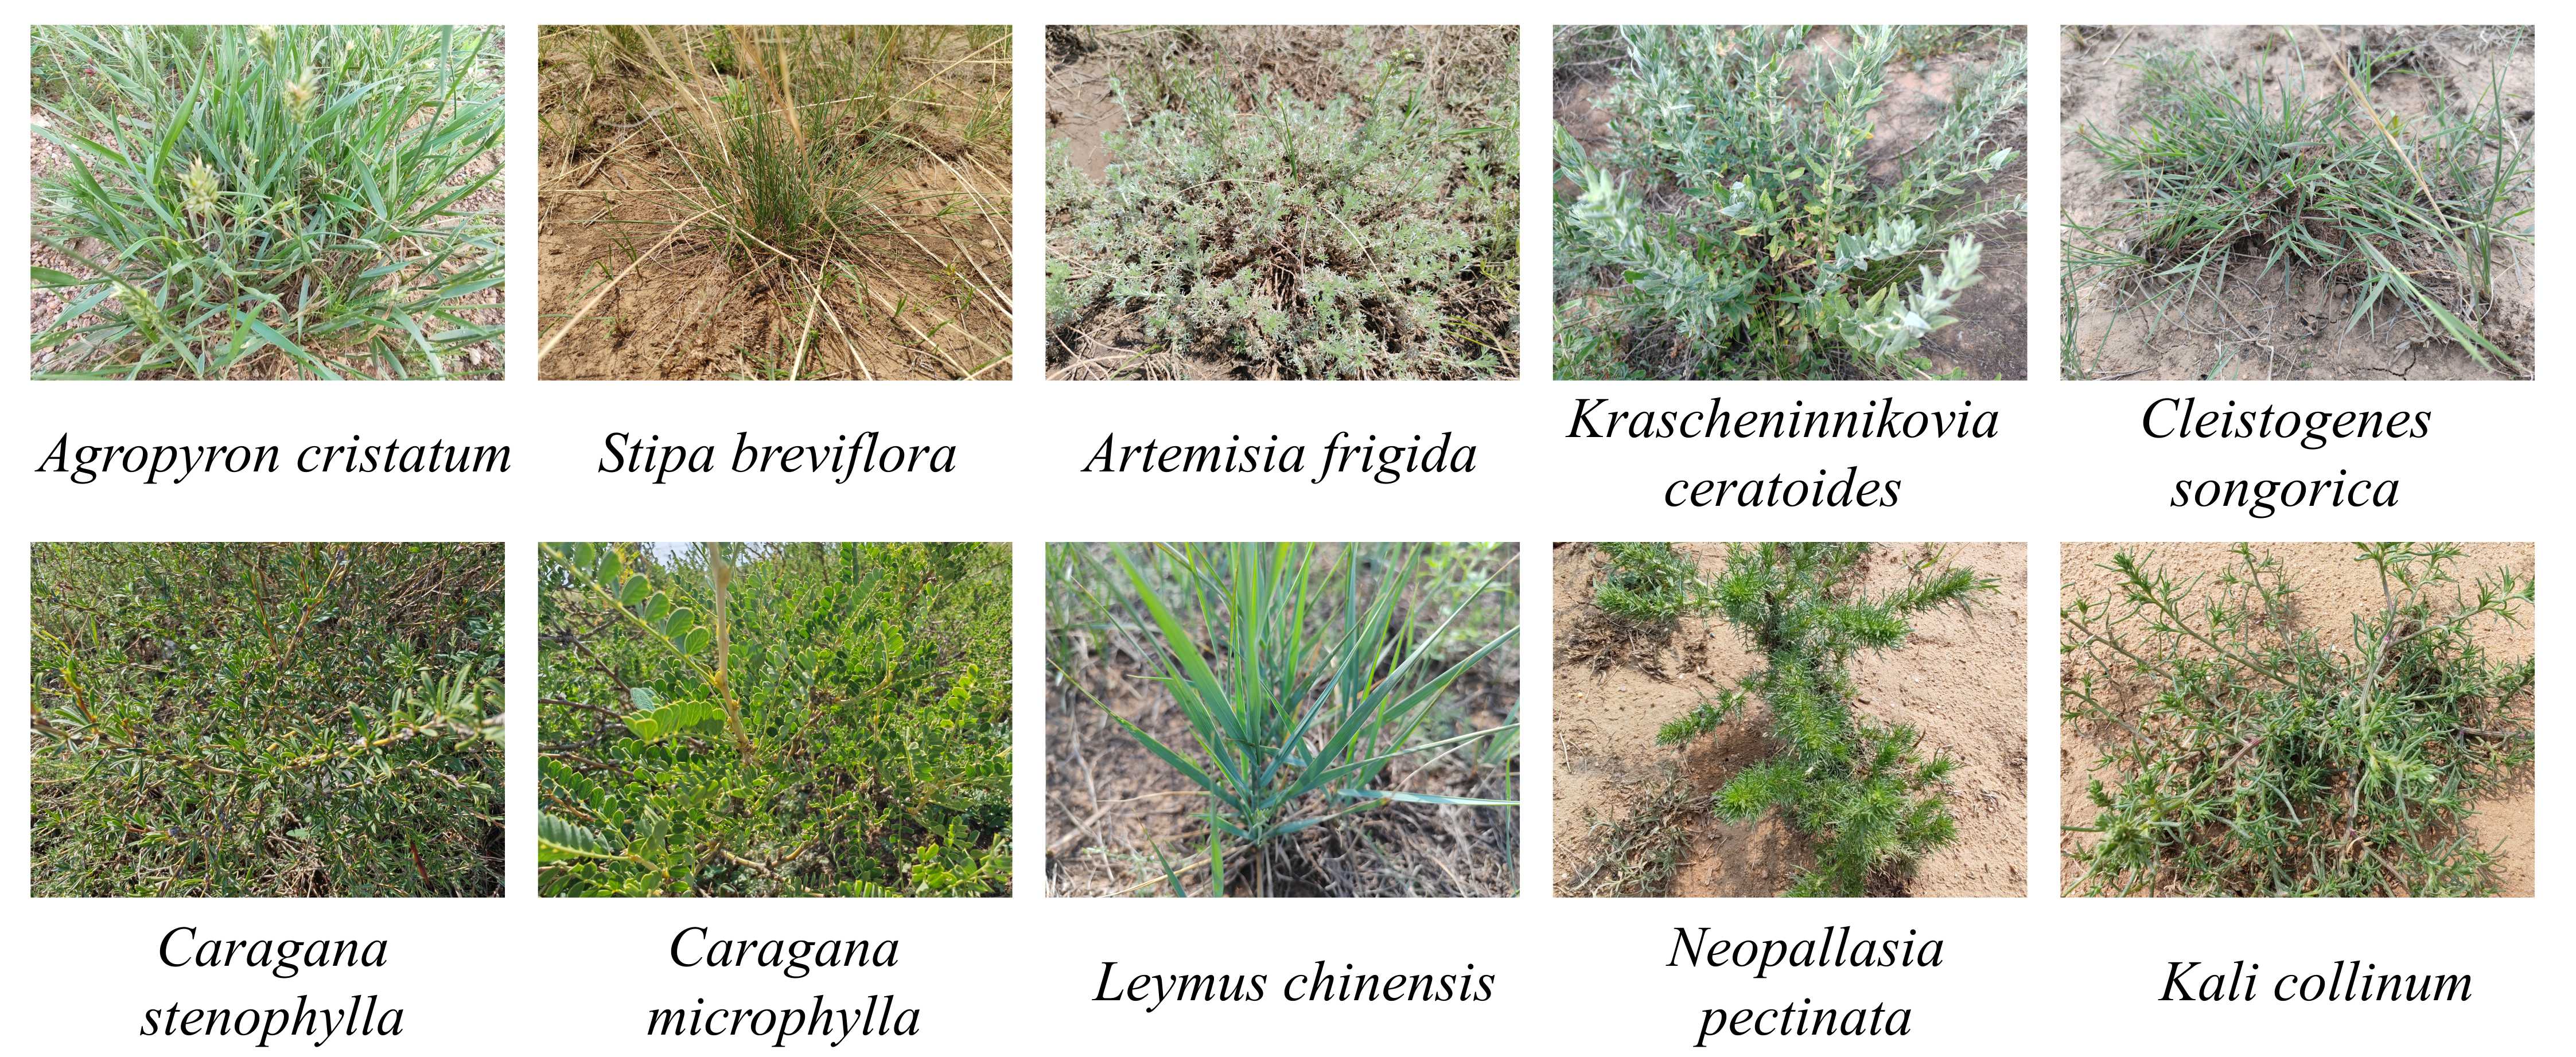 Agropyron cristatum
Stipa breviflora
Artemisia frigida
Krascheninnikovia
ceratoides
Cleistogenes
songorica
Caragana
stenophylla
Caragana
microphylla
Leymus chinensis
Neopallasia
pectinata
Kali collinum